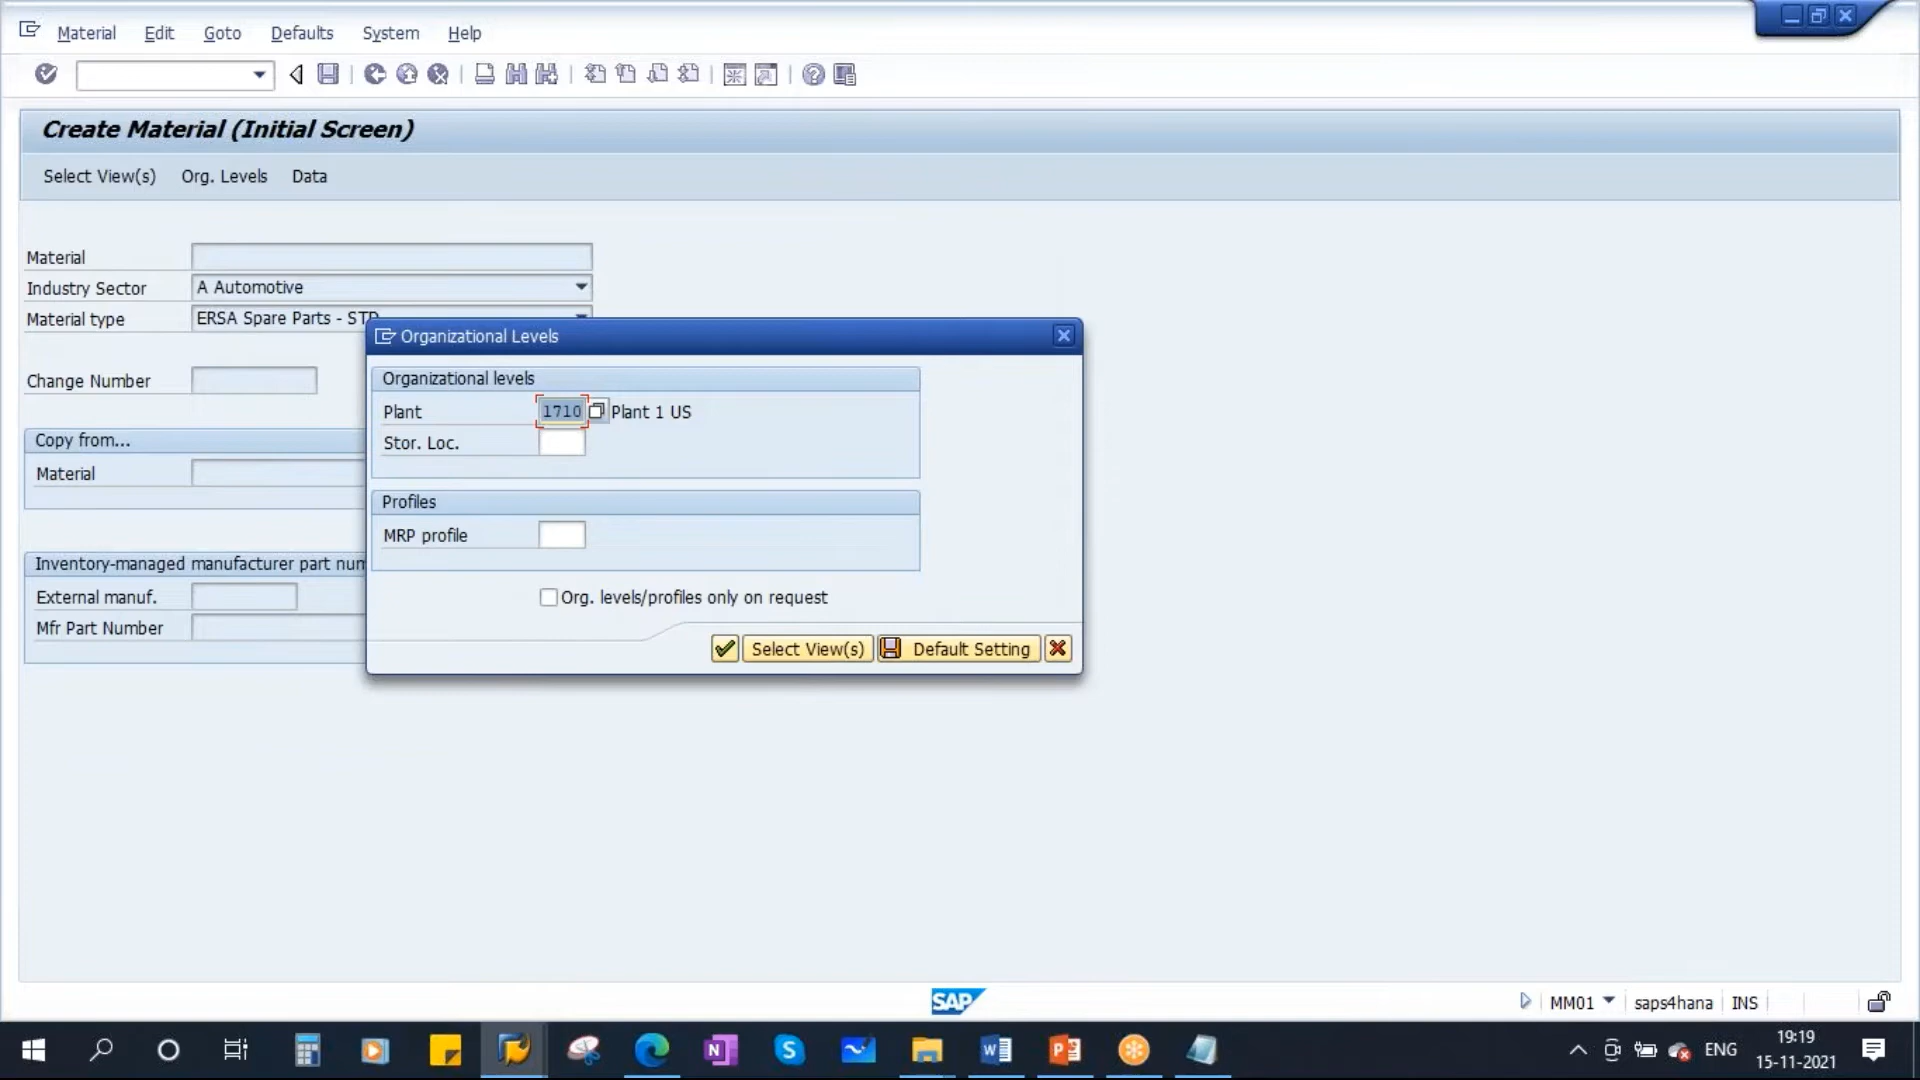 Material Edit Goto Defaults System Help
Create Material (Initial Screen)
Select View(s) Org. Levels Data
Material
Industry Sector A Automotive
Material type ERSA Spare Parts - STD
Organizational Levels
Organizational levels
Change Number
Plant 1710 Plant 1 US
Copy from...
Stor. Loc.
Material
Profiles
MRP profile
Inventory-managed manufacturer part num
External manuf.
Org. levels/profiles only on request
Mfr Part Number
Select View(s) Default Setting
SAP
MM01 saps4hana INS
ENG
19:19
15-11-2021